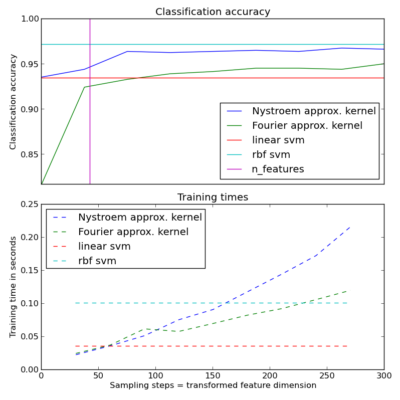 Classification accuracy
1.00
0.95
0.90
0.85
Classification accuracy
Nystroem approx. kernel
Fourier approx. kernel
linear svm
rbf svm
n_features
Training times
0.25
0.20
0.15
0.10
0.05
0.00
Training time in seconds
Nystroem approx. kernel
Fourier approx. kernel
linear svm
rbf svm
0 50 100 150 200 250 300
Sampling steps = transformed feature dimension